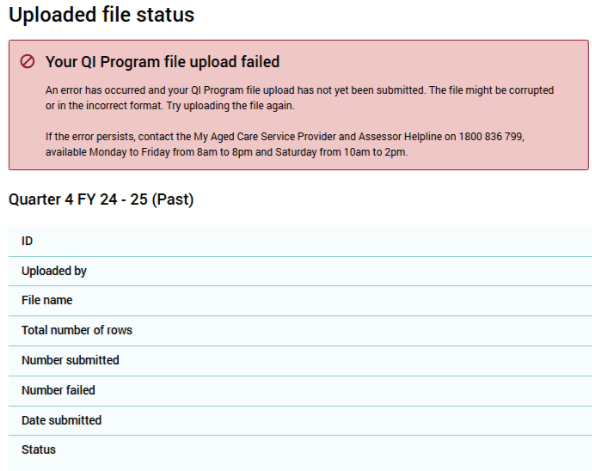 Uploaded file status
Your QI Program file upload failed
An error has occurred and your QI Program file upload has not yet been submitted. The file might be corrupted
or in the incorrect format. Try uploading the file again.
If the error persists, contact the My Aged Care Service Provider and Assessor Helpline on 1800 836 799,
available Monday to Friday from 8am to 8pm and Saturday from 10am to 2pm.
Quarter 4 FY 24 - 25 (Past)
ID
Uploaded by
File name
Total number of rows
Number submitted
Number failed
Date submitted
Status